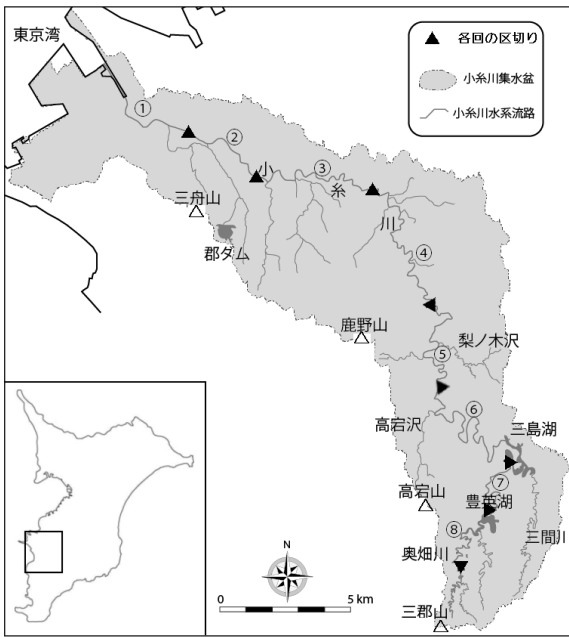 東京湾
各回の区切り
小糸川集水盆
小糸川水系流路
①
②
③
小
糸
川
三舟山
郡ダム
④
鹿野山
梨ノ木沢
⑤
⑥
高宕沢
三島湖
高宕山
⑦
豊英湖
⑧
三間川
奥畑川
三郡山
N
0
5 km